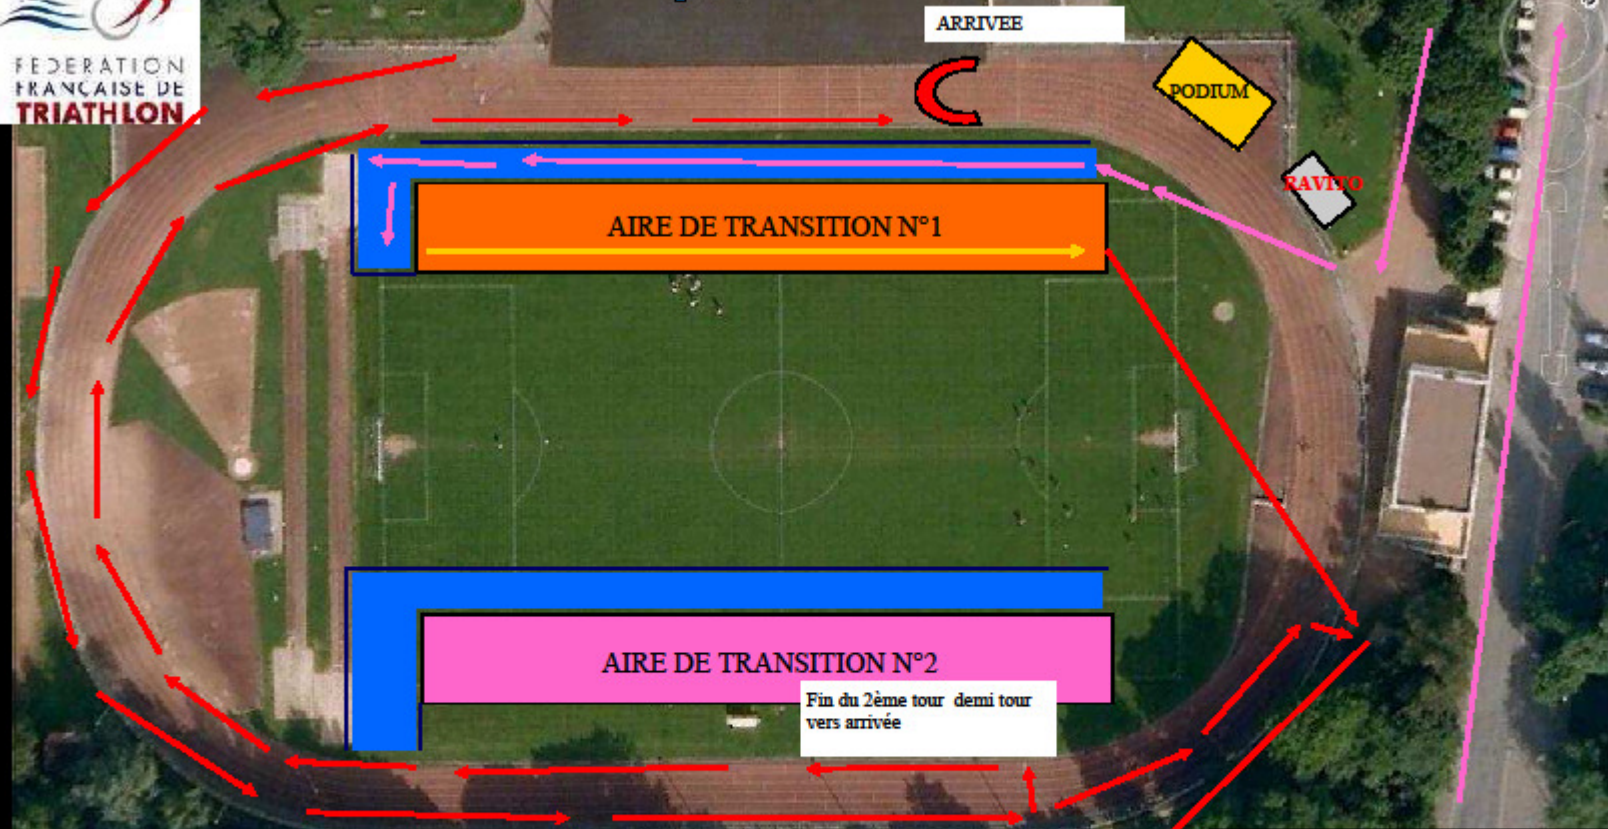 FEDERATION
FRANÇAISE DE
TRIATHLON
ARRIVEE
PODIUM
RAVITO
AIRE DE TRANSITION N°1
AIRE DE TRANSITION N°2
Fin du 2ème tour demi tour
vers arrivée